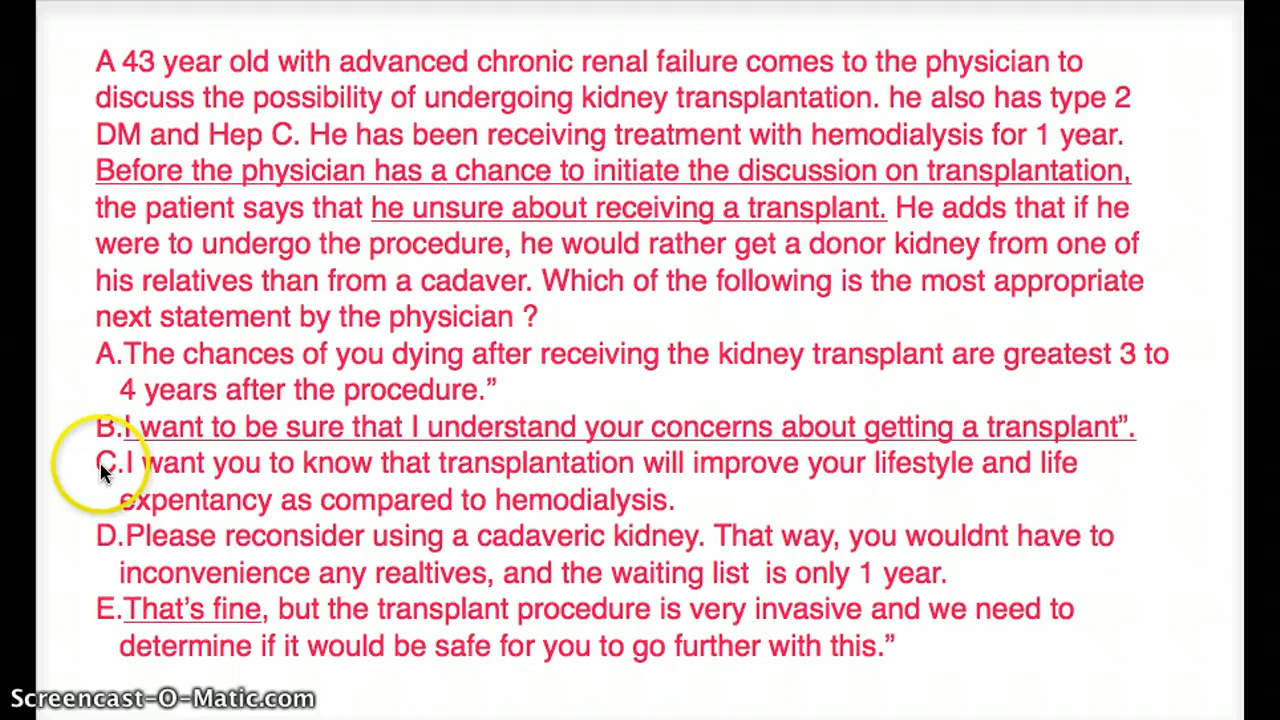 A 43 year old with advanced chronic renal failure comes to the physician to
discuss the possibility of undergoing kidney transplantation. he also has type 2
DM and Hep C. He has been receiving treatment with hemodialysis for 1 year.
Before the physician has a chance to initiate the discussion on transplantation,
the patient says that he unsure about receiving a transplant. He adds that if he
were to undergo the procedure, he would rather get a donor kidney from one of
his relatives than from a cadaver. Which of the following is the most appropriate
next statement by the physician ?
A.The chances of you dying after receiving the kidney transplant are greatest 3 to
4 years after the procedure.”
B.I want to be sure that I understand your concerns about getting a transplant”.
C.I want you to know that transplantation will improve your lifestyle and life
expentancy as compared to hemodialysis.
D.Please reconsider using a cadaveric kidney. That way, you wouldnt have to
inconvenience any realtives, and the waiting list is only 1 year.
E.That’s fine, but the transplant procedure is very invasive and we need to
determine if it would be safe for you to go further with this.”
Screencast-O-Matic.com